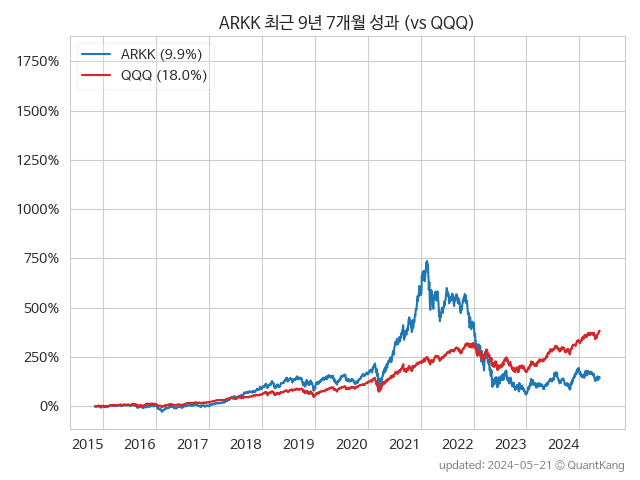 ARKK 최근 9년 7개월 성과 (vs QQQ)
ARKK (9.9%)
QQQ (18.0%)
1750%
1500%
1250%
1000%
750%
500%
250%
0%
2015 2016 2017 2018 2019 2020 2021 2022 2023 2024
updated: 2024-05-21 © QuantKang